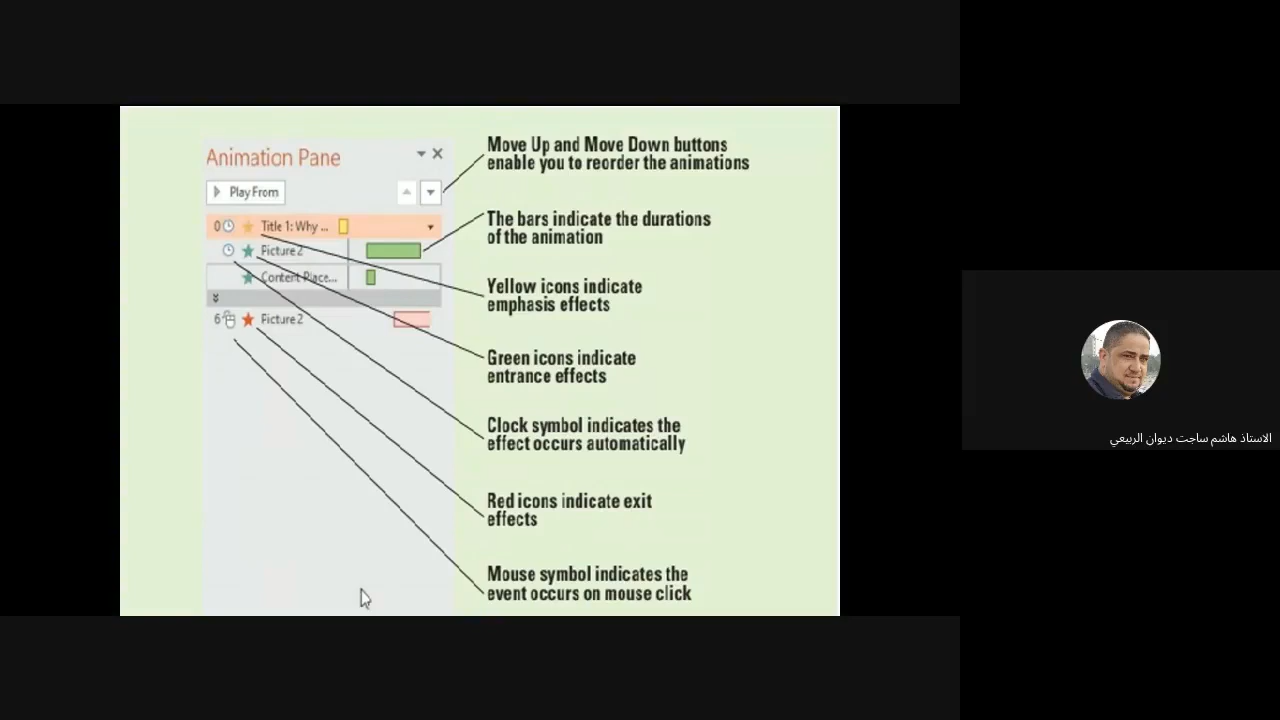 Animation Pane
Play From
0 Title 1: Why ...
Picture 2
Content Place...
6 Picture 2
Move Up and Move Down buttons
enable you to reorder the animations
The bars indicate the durations
of the animation
Yellow icons indicate
emphasis effects
Green icons indicate
entrance effects
Clock symbol indicates the
effect occurs automatically
Red icons indicate exit
effects
Mouse symbol indicates the
event occurs on mouse click
الاستاذ هاشم ساجت ديوان الربيعي